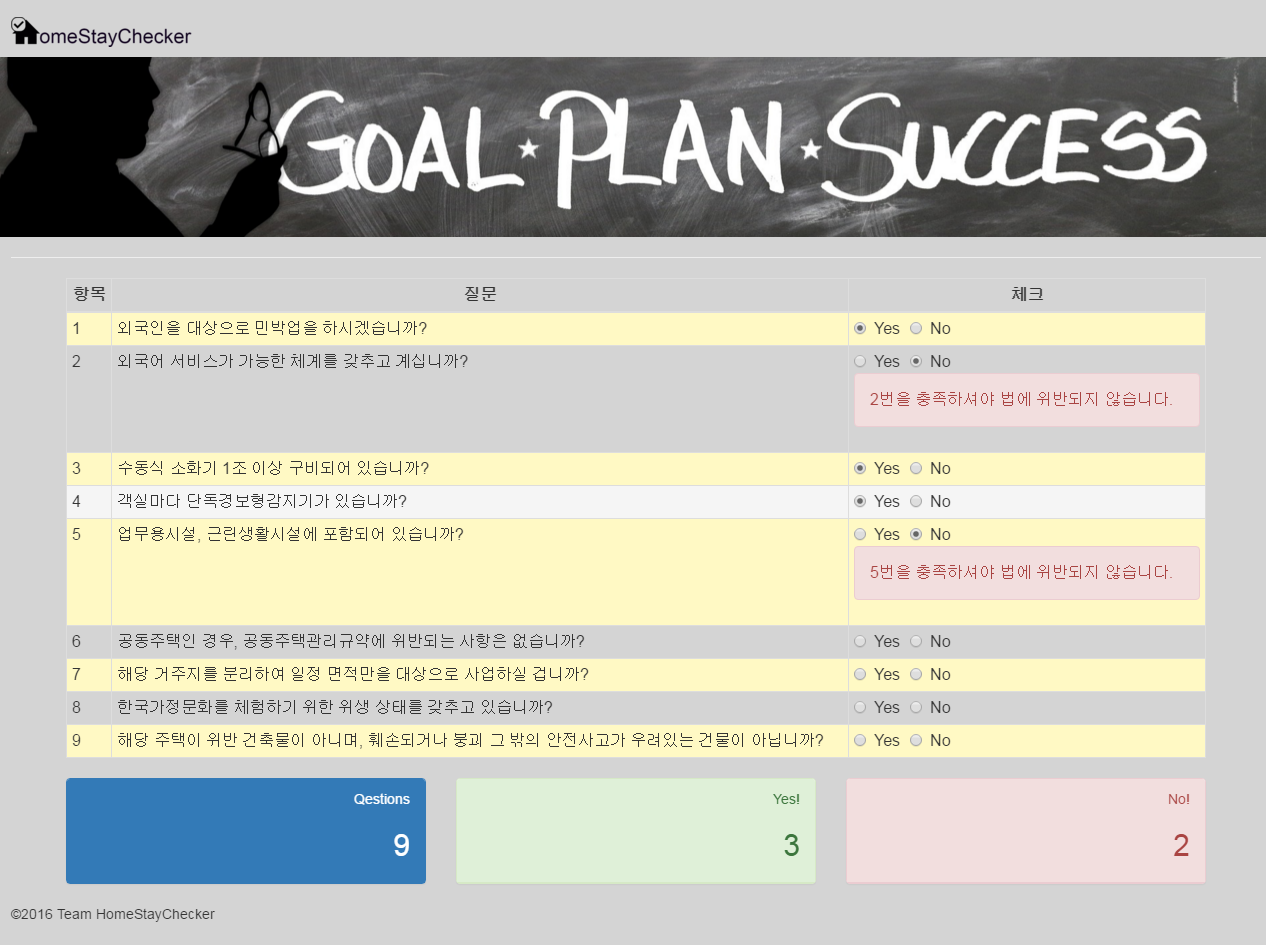 omeStayChecker
GOAL ★ PLAN ★ SUCCESS
항목 질문 체크
1 외국인을 대상으로 민박업을 하시겠습니까? Yes No
2 외국어 서비스가 가능한 체계를 갖추고 계십니까? Yes No
2번을 충족하셔야 법에 위반되지 않습니다.
3 수동식 소화기 1조 이상 구비되어 있습니까? Yes No
4 객실마다 단독경보형감지기가 있습니까? Yes No
5 업무용시설, 근린생활시설에 포함되어 있습니까? Yes No
5번을 충족하셔야 법에 위반되지 않습니다.
6 공동주택인 경우, 공동주택관리규약에 위반되는 사항은 없습니까? Yes No
7 해당 거주지를 분리하여 일정 면적만을 대상으로 사업하실 겁니까? Yes No
8 한국가정문화를 체험하기 위한 위생 상태를 갖추고 있습니까? Yes No
9 해당 주택이 위반 건축물이 아니며, 훼손되거나 붕괴 그 밖의 안전사고가 우려있는 건물이 아닙니까? Yes No
Qestions Yes! No!
9 3 2
©2016 Team HomeStayChecker